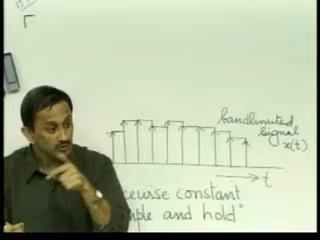 bandlimited
signal
x(t)
t
constant
and hold"